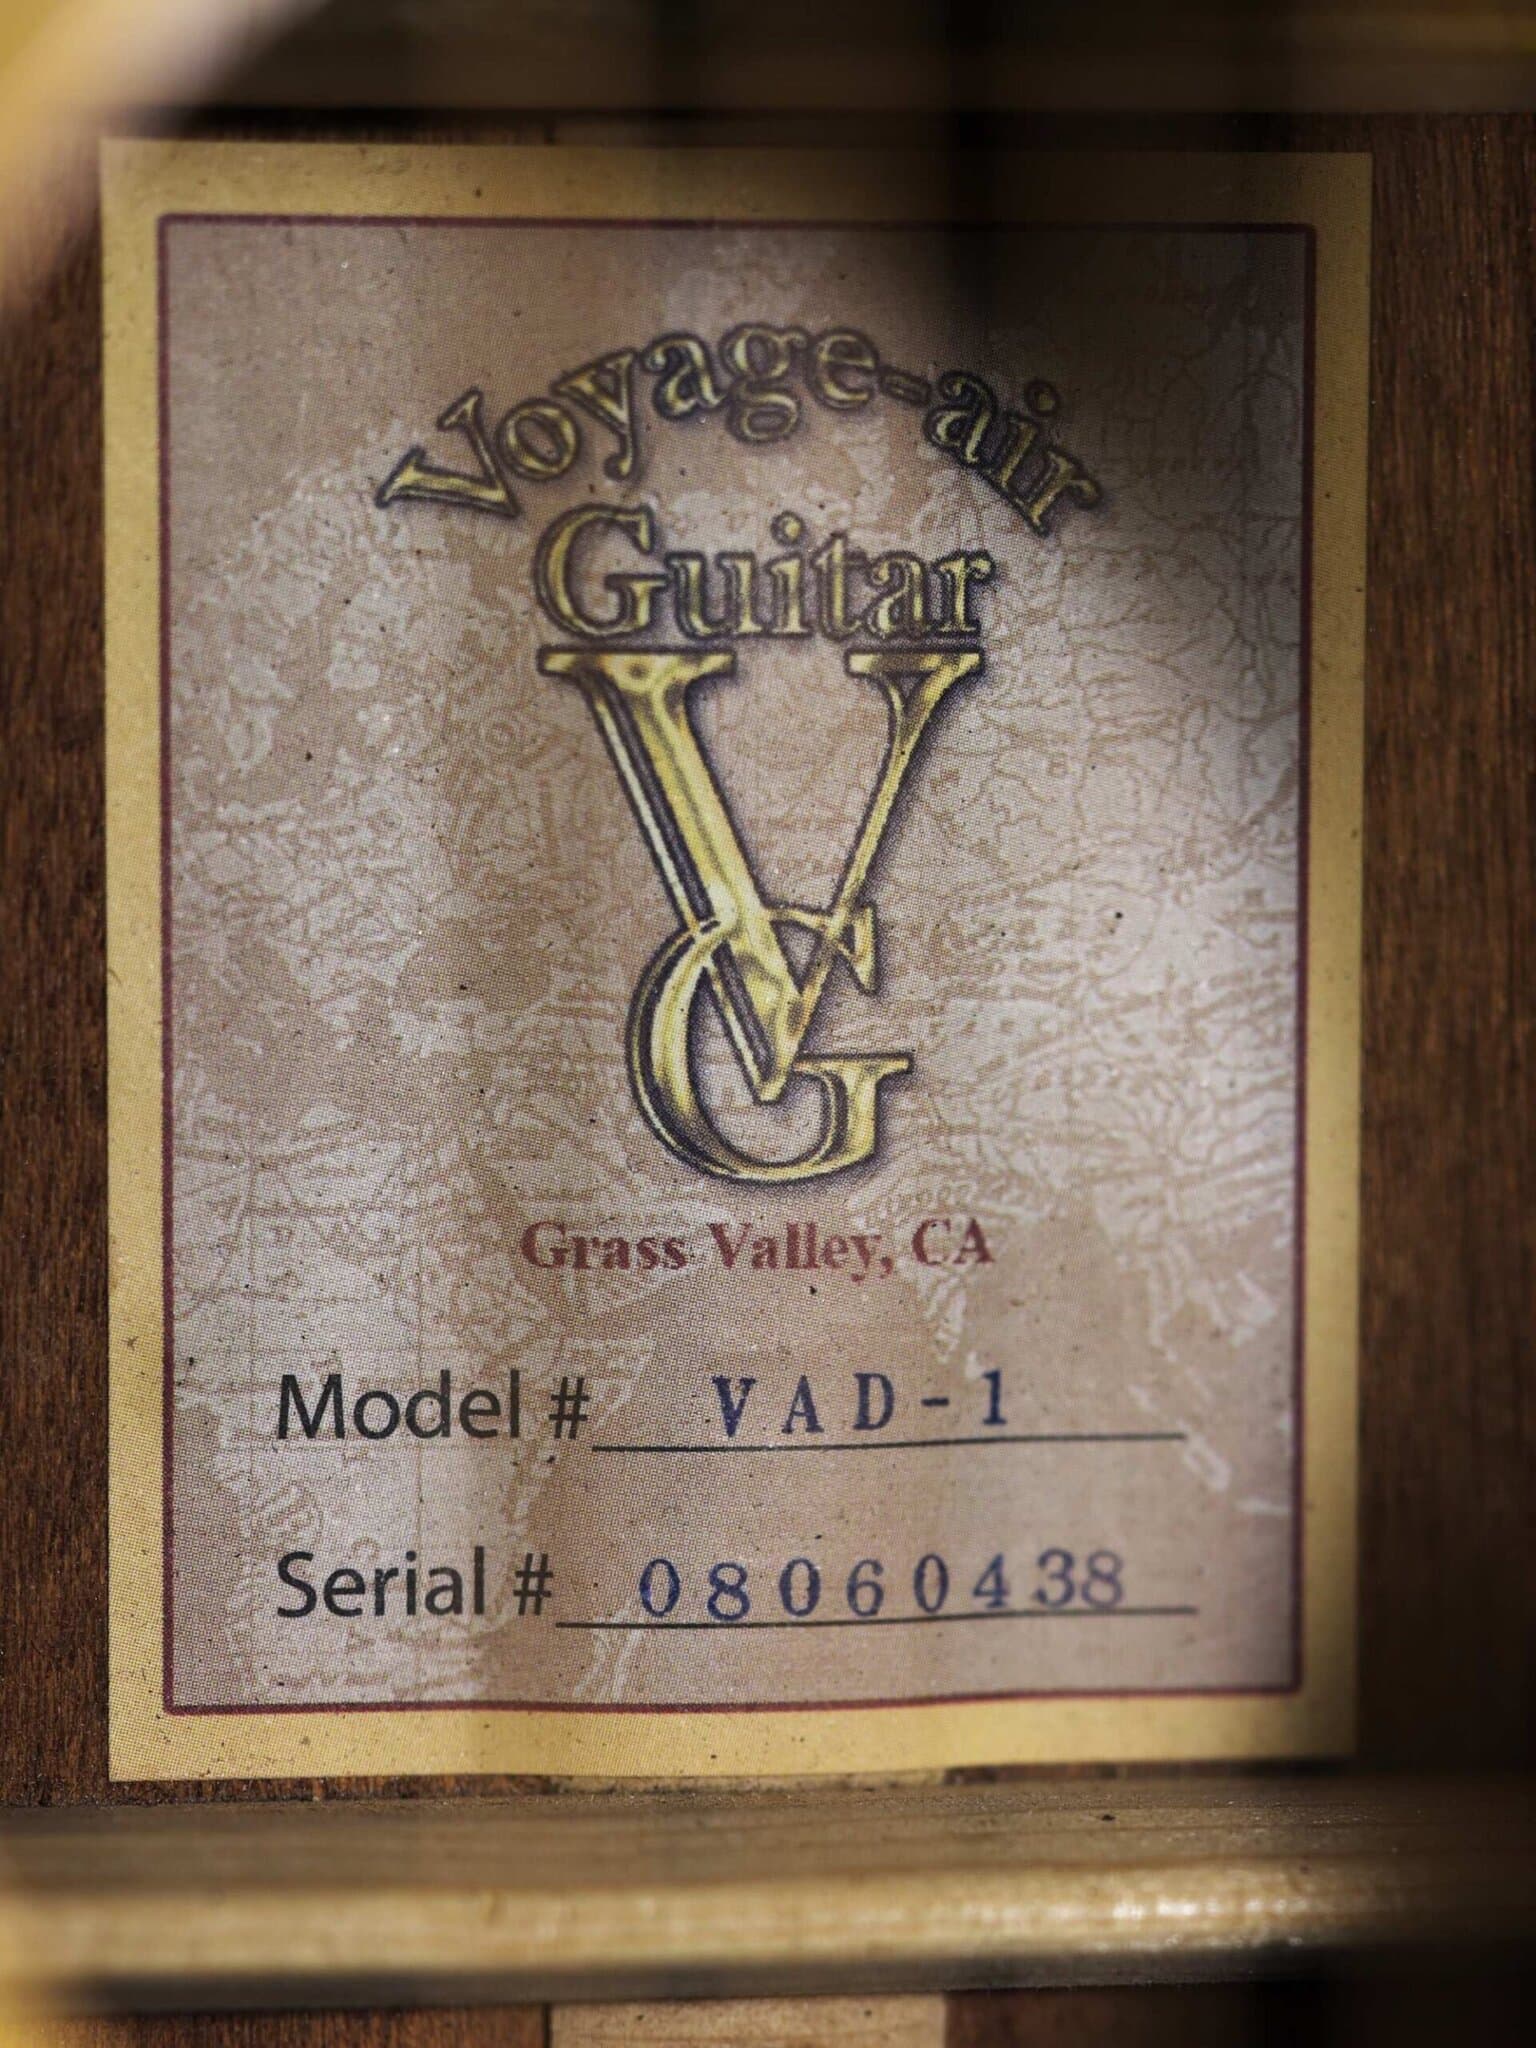 Voyage-air
Guitar
VG
Grass Valley, CA
Model # VAD-1
Serial # 08060438